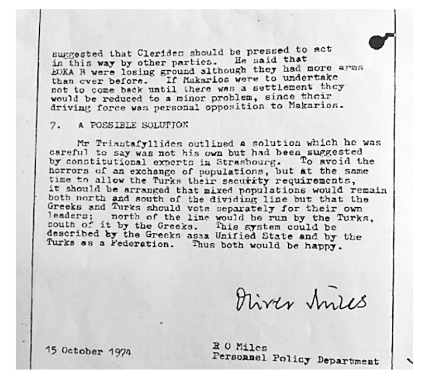 suggested that Clerides should be pressed to act
in this way by other parties. He said that
EOKA B were losing ground although they had more arms
than ever before. If Makarios were to undertake
not to come back until there was a settlement they
would be reduced to a minor problem, since their
driving force was personal opposition to Makarios.
7. A POSSIBLE SOLUTION
Mr Triantafyllides outlined a solution which he was
careful to say was not his own but had been suggested
by constitutional experts in Strasbourg. To avoid the
horrors of an exchange of populations, but at the same
time to allow the Turks their security requirements,
it should be arranged that mixed populations would remain
both north and south of the dividing line but that the
Greeks and Turks should vote separately for their own
leaders; north of the line would be run by the Turks,
south of it by the Greeks. This system could be
described by the Greeks asaa Unified State and by the
Turks as a Federation. Thus both would be happy.
Oliver Miles
15 October 1974
R O Miles
Personnel Policy Department